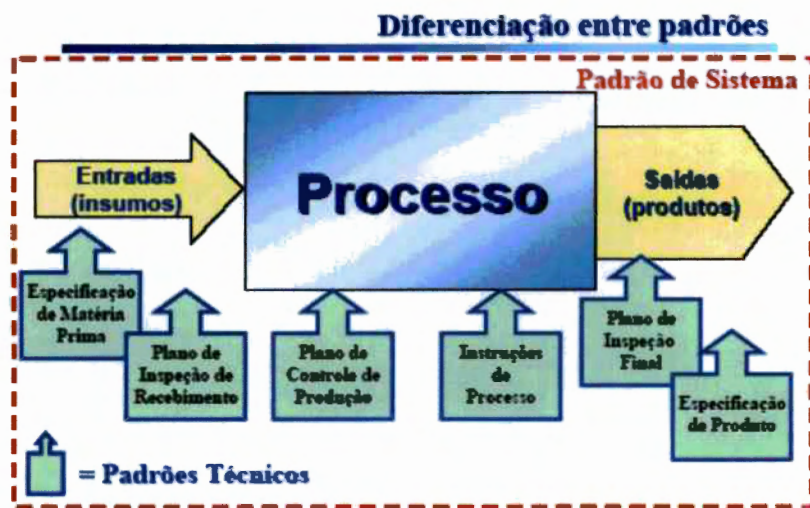 Diferenciação entre padrões
Padrão de Sistema
Entradas
(insumos)
Processo
Saídas
(produtos)
Especificação
de Matéria
Prima
Plano de
Inspeção de
Recebimento
Plano de
Controle de
Produção
Instruções
de
Processo
Plano de
Inspeção
Final
Especificação
de Produto
= Padrões Técnicos